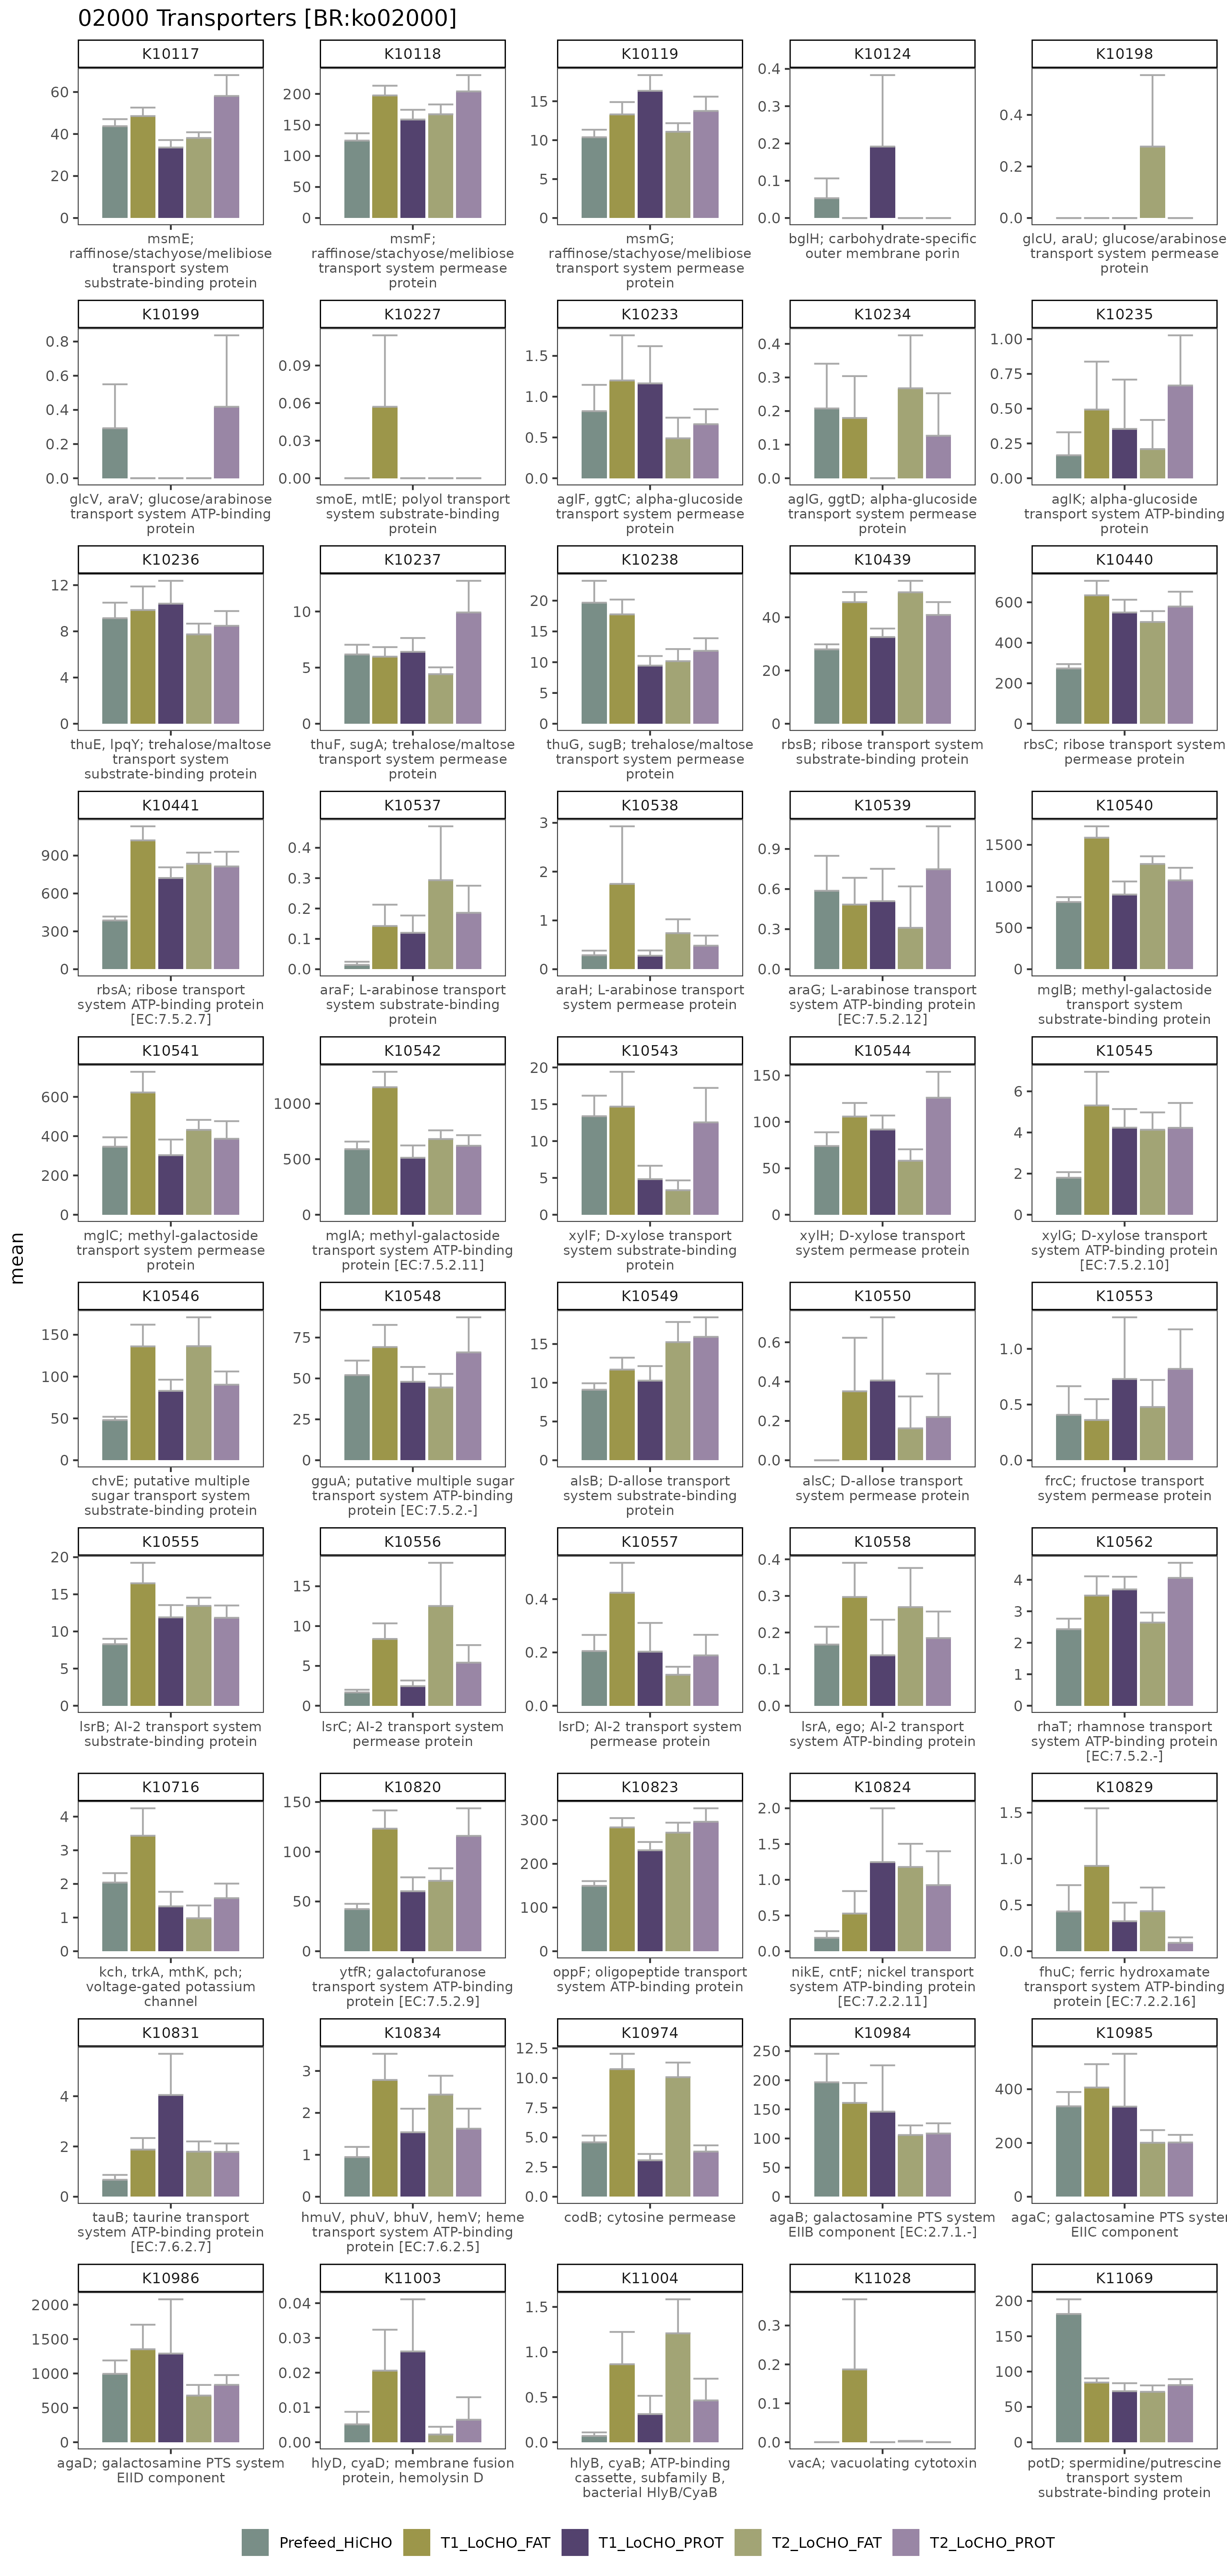 02000 Transporters [BR:ko02000]
mean
K10117
60
40
20
0
msmE;
raffinose/stachyose/melibiose
transport system
substrate-binding protein
K10118
200
150
100
50
0
msmF;
raffinose/stachyose/melibiose
transport system permease
protein
K10119
15
10
5
0
msmG;
raffinose/stachyose/melibiose
transport system permease
protein
K10124
0.4
0.3
0.2
0.1
0.0
bglH; carbohydrate-specific
outer membrane porin
K10198
0.4
0.2
0.0
glcU, araU; glucose/arabinose
transport system permease
protein
K10199
0.8
0.6
0.4
0.2
0.0
glcV, araV; glucose/arabinose
transport system ATP-binding
protein
K10227
0.09
0.06
0.03
0.00
smoE, mtlE; polyol transport
system substrate-binding
protein
K10233
1.5
1.0
0.5
0.0
aglF, ggtC; alpha-glucoside
transport system permease
protein
K10234
0.4
0.3
0.2
0.1
0.0
aglG, ggtD; alpha-glucoside
transport system permease
protein
K10235
1.00
0.75
0.50
0.25
0.00
aglK; alpha-glucoside
transport system ATP-binding
protein
K10236
12
8
4
0
thuE, lpqY; trehalose/maltose
transport system
substrate-binding protein
K10237
10
5
0
thuF, sugA; trehalose/maltose
transport system permease
protein
K10238
20
15
10
5
0
thuG, sugB; trehalose/maltose
transport system permease
protein
K10439
40
20
0
rbsB; ribose transport system
substrate-binding protein
K10440
600
400
200
0
rbsC; ribose transport system
permease protein
K10441
900
600
300
0
rbsA; ribose transport
system ATP-binding protein
[EC:7.5.2.7]
K10537
0.4
0.3
0.2
0.1
0.0
araF; L-arabinose transport
system substrate-binding
protein
K10538
3
2
1
0
araH; L-arabinose transport
system permease protein
K10539
0.9
0.6
0.3
0.0
araG; L-arabinose transport
system ATP-binding protein
[EC:7.5.2.12]
K10540
1500
1000
500
0
mglB; methyl-galactoside
transport system
substrate-binding protein
K10541
600
400
200
0
mglC; methyl-galactoside
transport system permease
protein
K10542
1000
500
0
mglA; methyl-galactoside
transport system ATP-binding
protein [EC:7.5.2.11]
K10543
20
15
10
5
0
xylF; D-xylose transport
system substrate-binding
protein
K10544
150
100
50
0
xylH; D-xylose transport
system permease protein
K10545
6
4
2
0
xylG; D-xylose transport
system ATP-binding protein
[EC:7.5.2.10]
K10546
150
100
50
0
chvE; putative multiple
sugar transport system
substrate-binding protein
K10548
75
50
25
0
gguA; putative multiple sugar
transport system ATP-binding
protein [EC:7.5.2.-]
K10549
15
10
5
0
alsB; D-allose transport
system substrate-binding
protein
K10550
0.6
0.4
0.2
0.0
alsC; D-allose transport
system permease protein
K10553
1.0
0.5
0.0
frcC; fructose transport
system permease protein
K10555
20
15
10
5
0
lsrB; AI-2 transport system
substrate-binding protein
K10556
15
10
5
0
lsrC; AI-2 transport system
permease protein
K10557
0.4
0.2
0.0
lsrD; AI-2 transport system
permease protein
K10558
0.4
0.3
0.2
0.1
0.0
lsrA, ego; AI-2 transport
system ATP-binding protein
K10562
4
3
2
1
0
rhaT; rhamnose transport
system ATP-binding protein
[EC:7.5.2.-]
K10716
4
3
2
1
0
kch, trkA, mthK, pch;
voltage-gated potassium
channel
K10820
150
100
50
0
ytfR; galactofuranose
transport system ATP-binding
protein [EC:7.5.2.9]
K10823
300
200
100
0
oppF; oligopeptide transport
system ATP-binding protein
K10824
2.0
1.5
1.0
0.5
0.0
nikE, cntF; nickel transport
system ATP-binding protein
[EC:7.2.2.11]
K10829
1.5
1.0
0.5
0.0
fhuC; ferric hydroxamate
transport system ATP-binding
protein [EC:7.2.2.16]
K10831
4
2
0
tauB; taurine transport
system ATP-binding protein
[EC:7.6.2.7]
K10834
3
2
1
0
hmuV, phuV, bhuV, hemV; heme
transport system ATP-binding
protein [EC:7.6.2.5]
K10974
12.5
10.0
7.5
5.0
2.5
0.0
codB; cytosine permease
K10984
250
200
150
100
50
0
agaB; galactosamine PTS system
EIIB component [EC:2.7.1.-]
K10985
400
200
0
agaC; galactosamine PTS system
EIIC component
K10986
2000
1500
1000
500
0
agaD; galactosamine PTS system
EIID component
K11003
0.04
0.03
0.02
0.01
0.00
hlyD, cyaD; membrane fusion
protein, hemolysin D
K11004
1.5
1.0
0.5
0.0
hlyB, cyaB; ATP-binding
cassette, subfamily B,
bacterial HlyB/CyaB
K11028
0.3
0.2
0.1
0.0
vacA; vacuolating cytotoxin
K11069
200
150
100
50
0
potD; spermidine/putrescine
transport system
substrate-binding protein
Prefeed_HiCHO
T1_LoCHO_FAT
T1_LoCHO_PROT
T2_LoCHO_FAT
T2_LoCHO_PROT